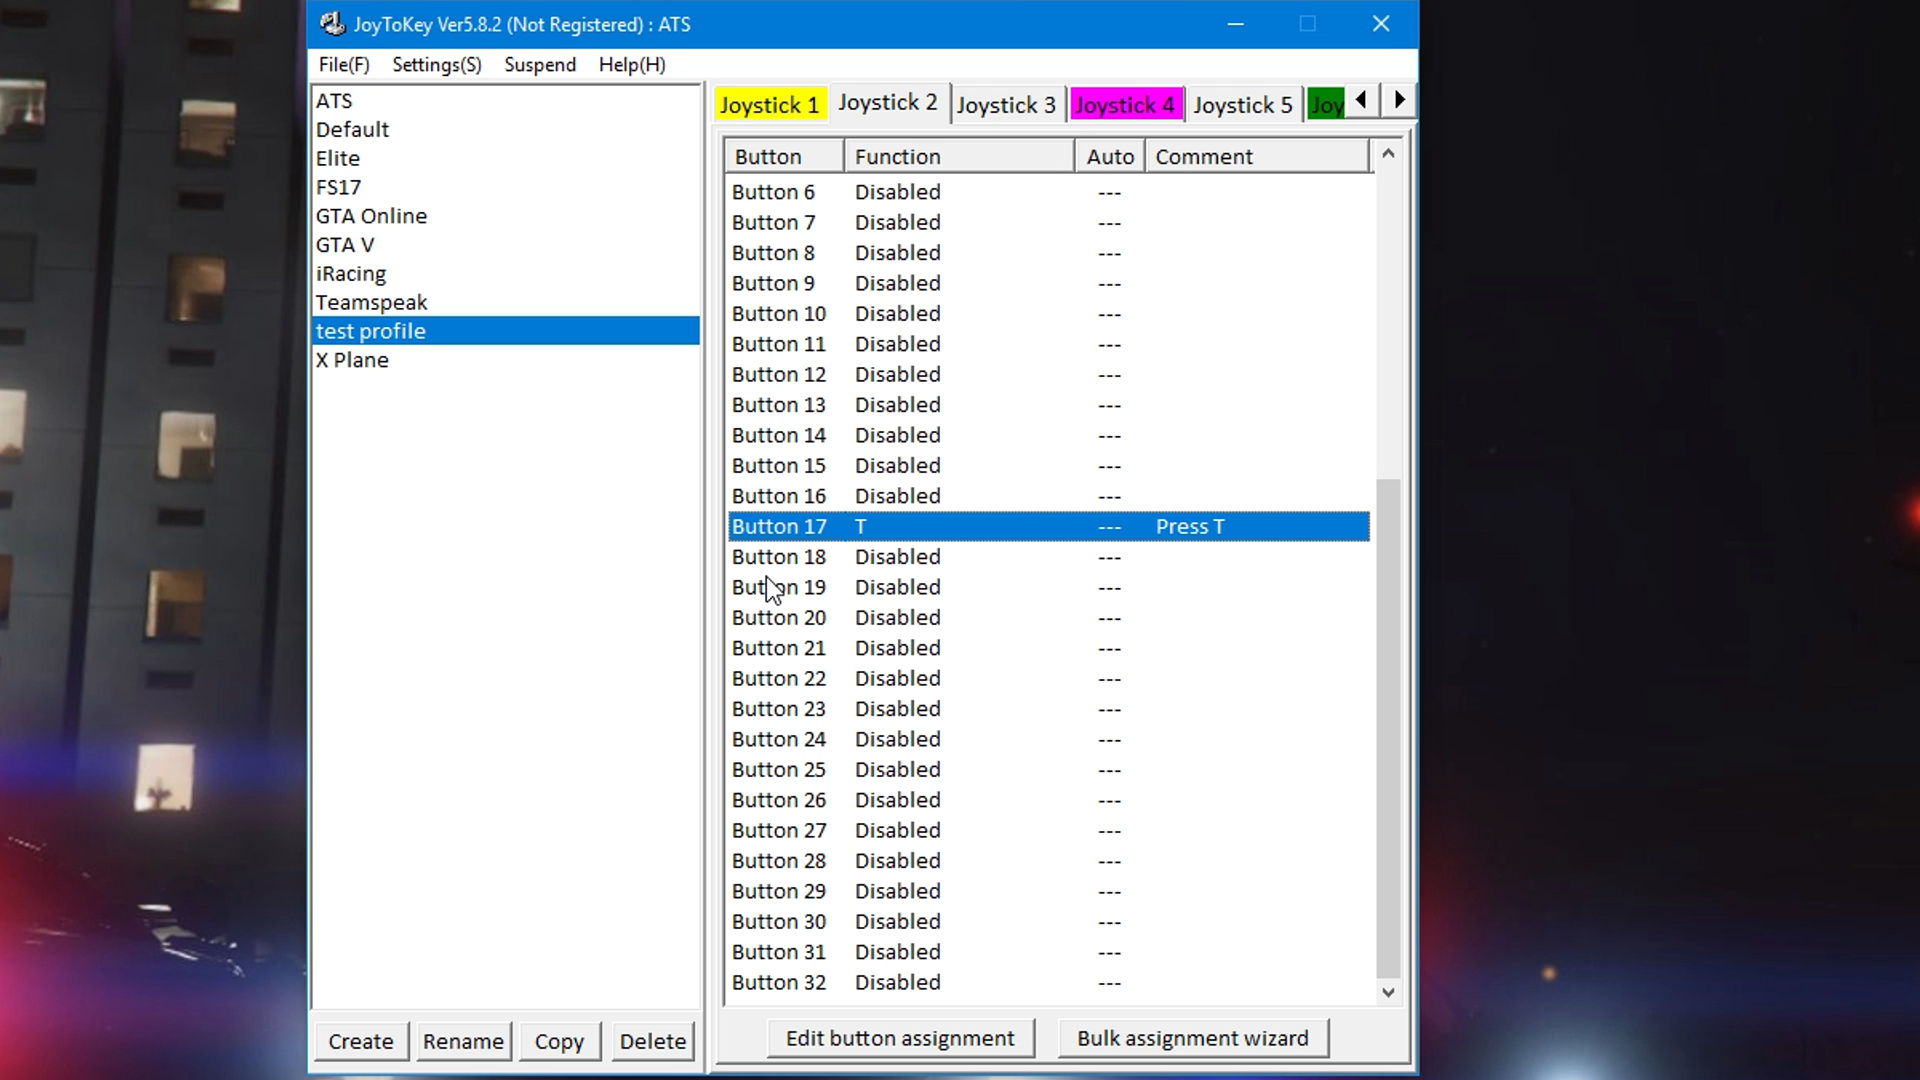 JoyToKey Ver5.8.2 (Not Registered) : ATS
File(F) Settings(S) Suspend Help(H)
ATS
Default
Elite
FS17
GTA Online
GTA V
iRacing
Teamspeak
test profile
X Plane
Create Rename Copy Delete
Joystick 1 Joystick 2 Joystick 3 Joystick 4 Joystick 5 Joy
Button Function Auto Comment
Button 6 Disabled ---
Button 7 Disabled ---
Button 8 Disabled ---
Button 9 Disabled ---
Button 10 Disabled ---
Button 11 Disabled ---
Button 12 Disabled ---
Button 13 Disabled ---
Button 14 Disabled ---
Button 15 Disabled ---
Button 16 Disabled ---
Button 17 T --- Press T
Button 18 Disabled ---
Button 19 Disabled ---
Button 20 Disabled ---
Button 21 Disabled ---
Button 22 Disabled ---
Button 23 Disabled ---
Button 24 Disabled ---
Button 25 Disabled ---
Button 26 Disabled ---
Button 27 Disabled ---
Button 28 Disabled ---
Button 29 Disabled ---
Button 30 Disabled ---
Button 31 Disabled ---
Button 32 Disabled ---
Edit button assignment Bulk assignment wizard